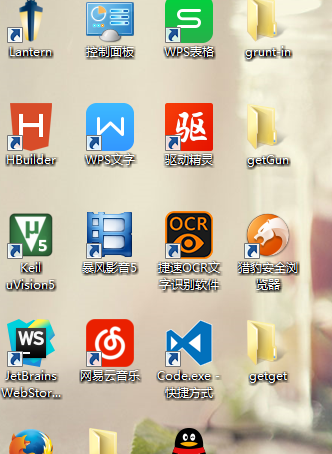 Lantern
控制面板
WPS表格
grunt-in
HBuilder
WPS文字
驱
驱动精灵
getGun
μ
5
Keil
uVision5
暴风影音5
OCR
捷速OCR文
字识别软件
猎豹安全浏
览器
WS
JetBrains
WebStor...
网易云音乐
Code.exe -
快捷方式
getget